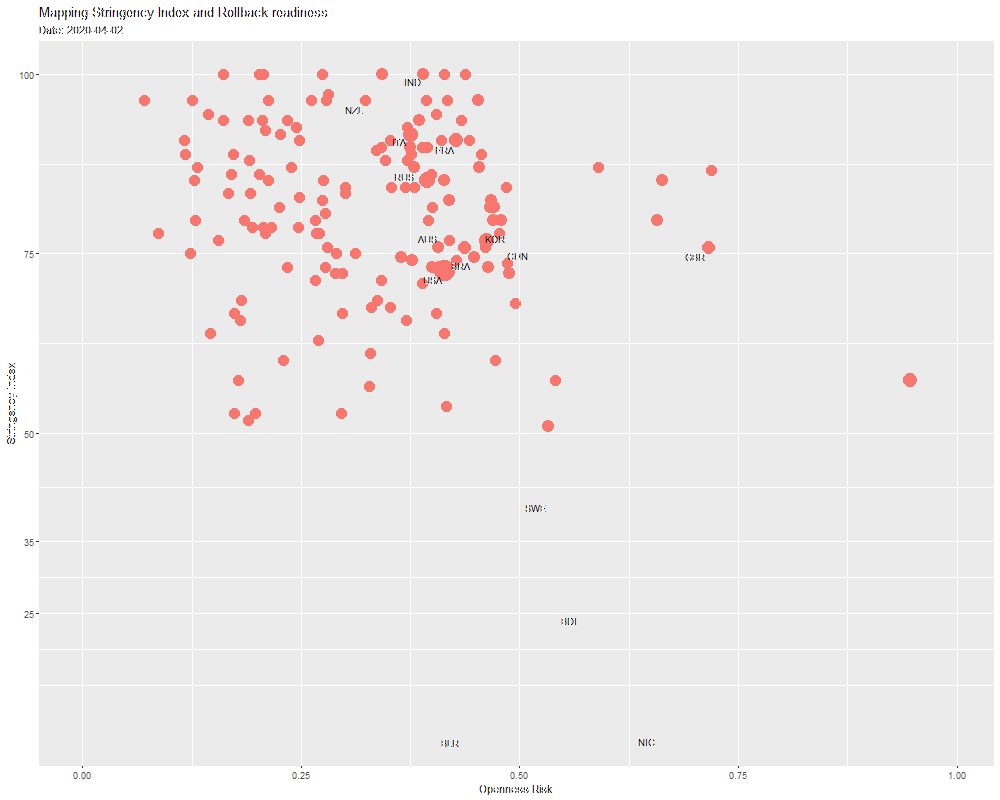 Mapping Stringency Index and Rollback readiness
Date: 2020-04-02
100
IND
NZL
ITA
FRA
RUS
AUS
KOR
75
CHN
GBR
BRA
USA
Stringency Index
50
SWE
35
25
BDI
BLR
NIC
0.00
0.25
0.50
0.75
1.00
Openness Risk